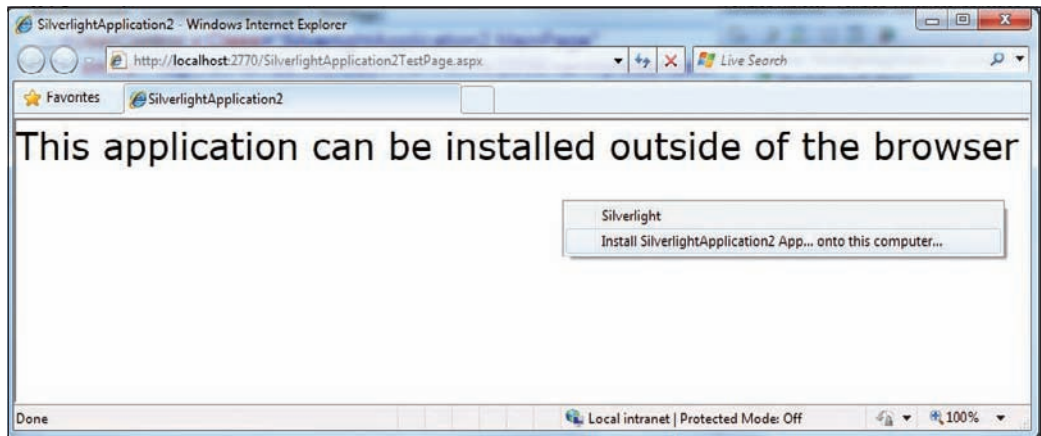 SilverlightApplication2 - Windows Internet Explorer
http://localhost:2770/SilverlightApplication2TestPage.aspx
Live Search
Favorites
SilverlightApplication2
This application can be installed outside of the browser
Silverlight
Install SilverlightApplication2 App... onto this computer...
Done
Local intranet | Protected Mode: Off
100%